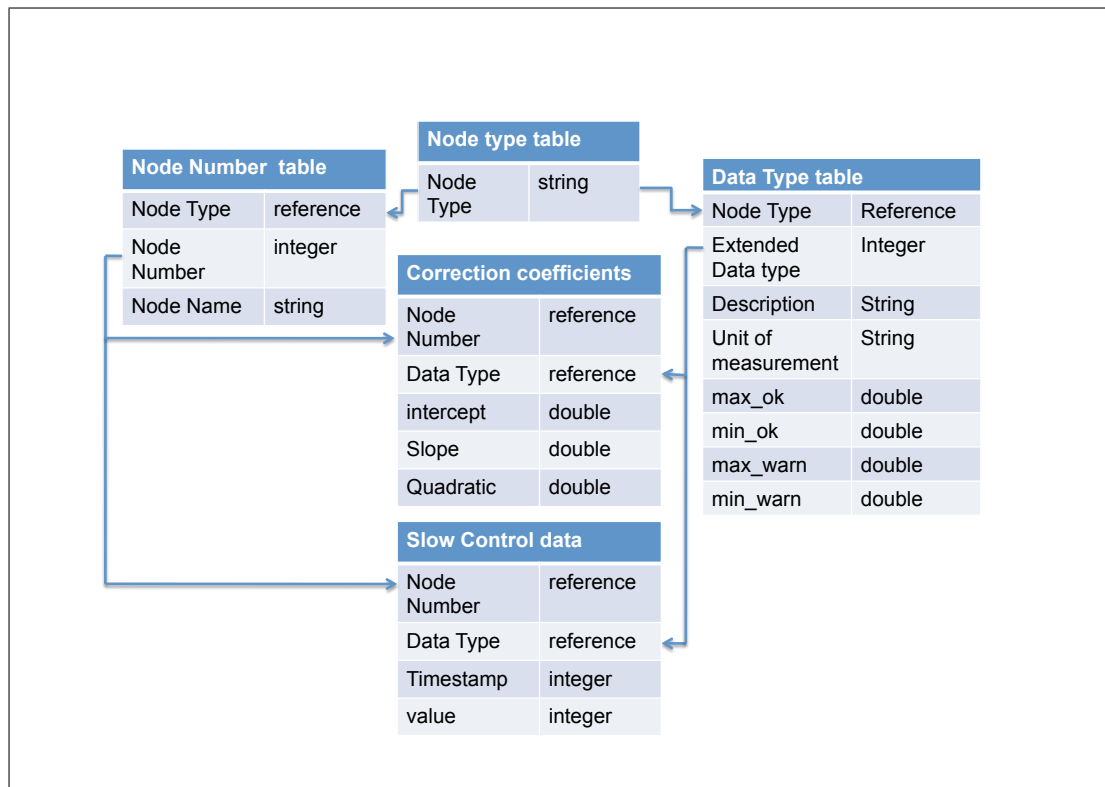 Node type table
Node
Type
string
Node Number table
Node Type
reference
Node
Number
integer
Node Name
string
Data Type table
Node Type
Reference
Extended
Data type
Integer
Description
String
Unit of
measurement
String
max_ok
double
min_ok
double
max_warn
double
min_warn
double
Correction coefficients
Node
Number
reference
Data Type
reference
intercept
double
Slope
double
Quadratic
double
Slow Control data
Node
Number
reference
Data Type
reference
Timestamp
integer
value
integer